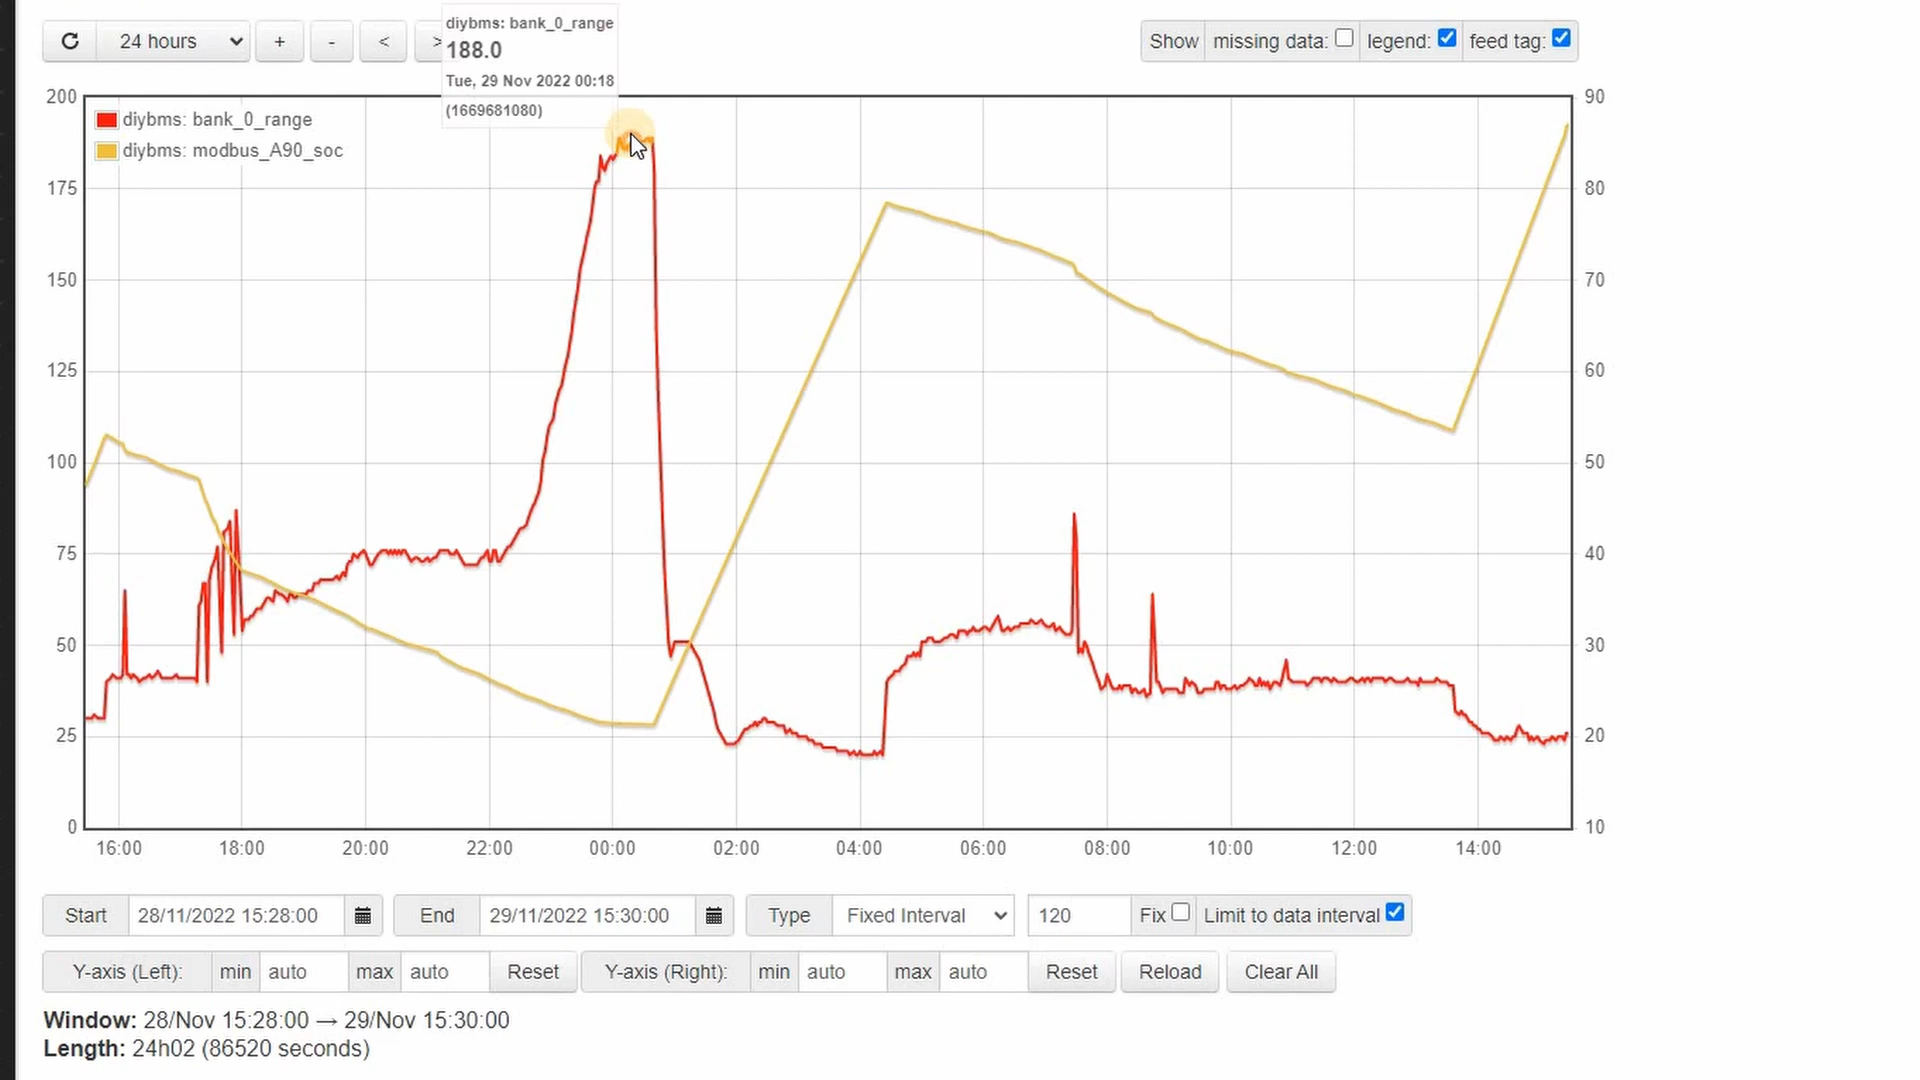 diybms: bank_0_range
188.0
Tue, 29 Nov 2022 00:18
(1669681080)
24 hours + - < >
Show missing data: legend: feed tag:
diybms: bank_0_range
diybms: modbus_A90_soc
200
175
150
125
100
75
50
25
0
90
80
70
60
50
40
30
20
10
16:00 18:00 20:00 22:00 00:00 02:00 04:00 06:00 08:00 10:00 12:00 14:00
Start 28/11/2022 15:28:00 End 29/11/2022 15:30:00 Type Fixed Interval 120 Fix Limit to data interval
Y-axis (Left): min auto max auto Reset Y-axis (Right): min auto max auto Reset Reload Clear All
Window: 28/Nov 15:28:00 → 29/Nov 15:30:00
Length: 24h02 (86520 seconds)